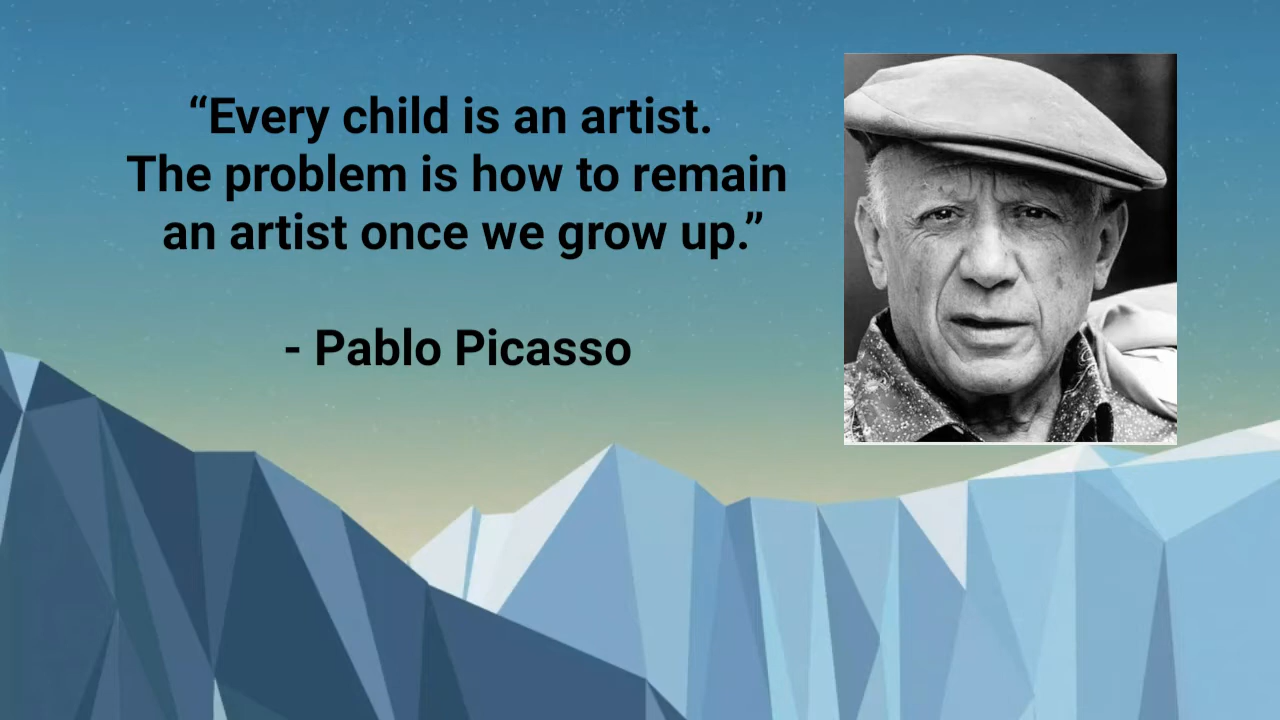 “Every child is an artist.
The problem is how to remain
an artist once we grow up.”
- Pablo Picasso